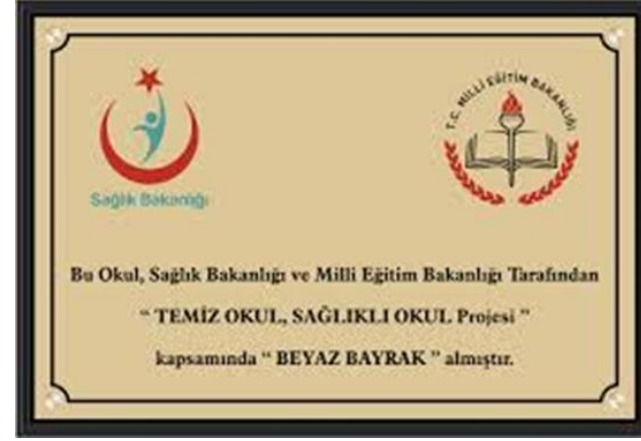 Sağlık Bakanlığı
T.C. MİLLİ EĞİTİM BAKANLIĞI
Bu Okul, Sağlık Bakanlığı ve Milli Eğitim Bakanlığı Tarafından
“ TEMİZ OKUL, SAĞLIKLI OKUL Projesi ”
kapsamında “ BEYAZ BAYRAK ” almıştır.